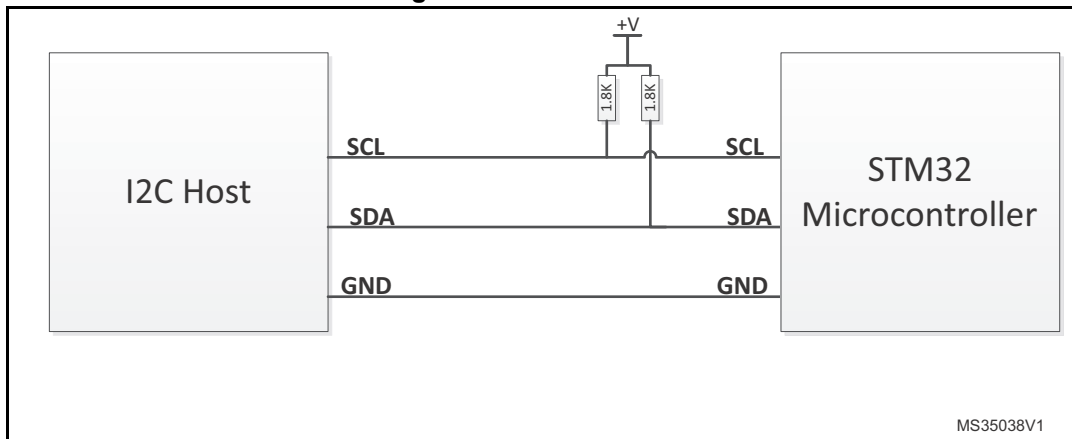 +V
1.8K
1.8K
SCL
SCL
I2C Host
STM32
Microcontroller
SDA
SDA
GND
GND
MS35038V1